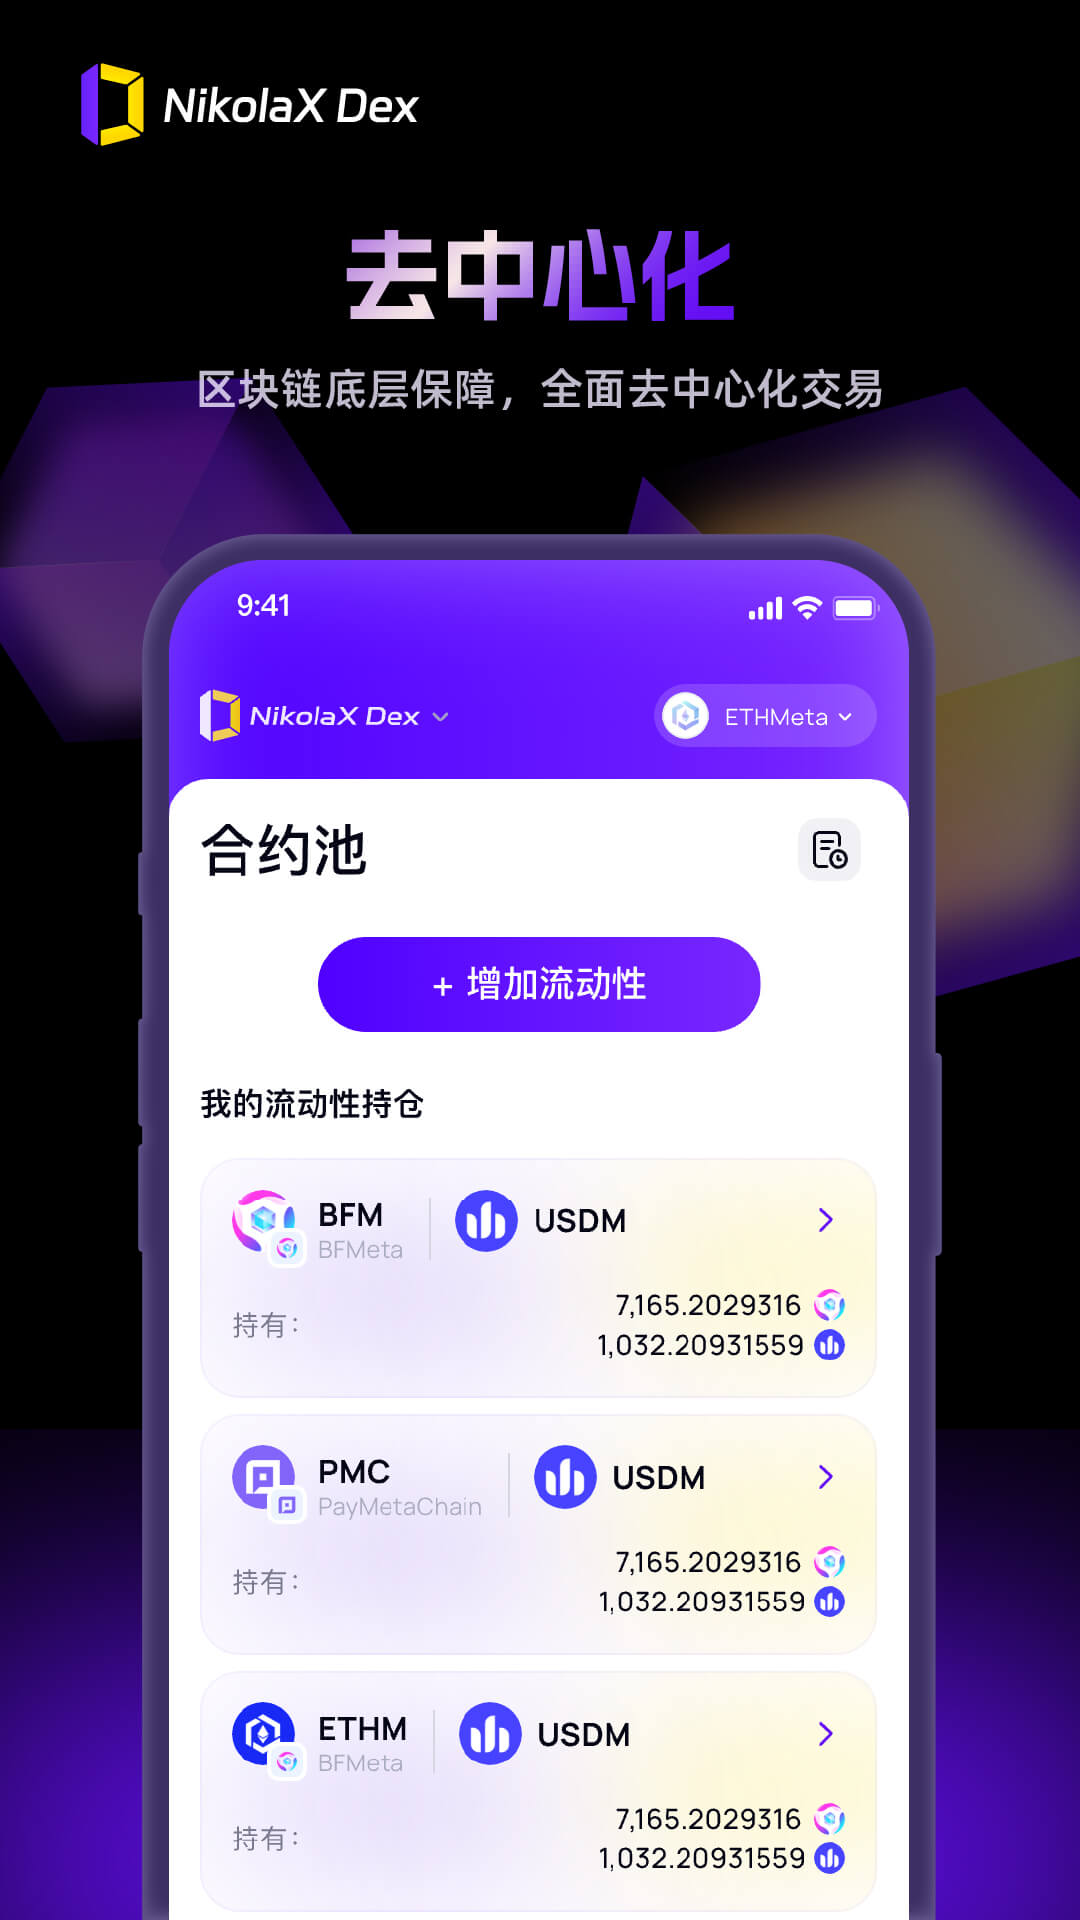 NikolaX Dex
去中心化
区块链底层保障，全面去中心化交易
9:41
NikolaX Dex
ETHMeta
合约池
+ 增加流动性
我的流动性持仓
BFM
BFMeta
USDM
持有：
7,165.2029316
1,032.20931559
PMC
PayMetaChain
USDM
持有：
7,165.2029316
1,032.20931559
ETHM
BFMeta
USDM
持有：
7,165.2029316
1,032.20931559